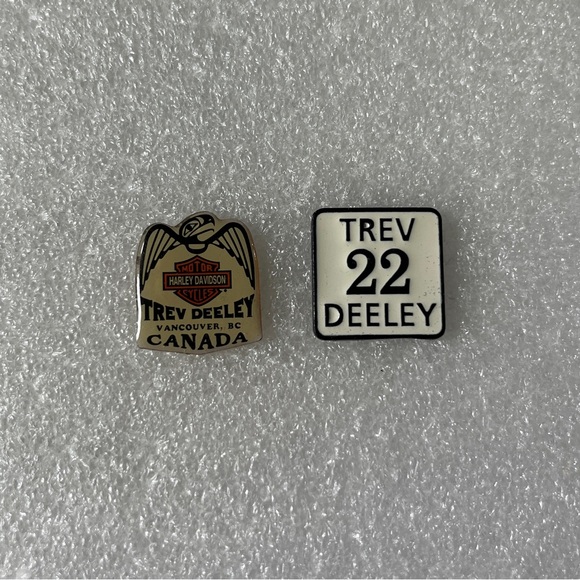 MOTOR
HARLEY DAVIDSON
CYCLES
TREV DEELEY
VANCOUVER, BC
CANADA
TREV
22
DEELEY